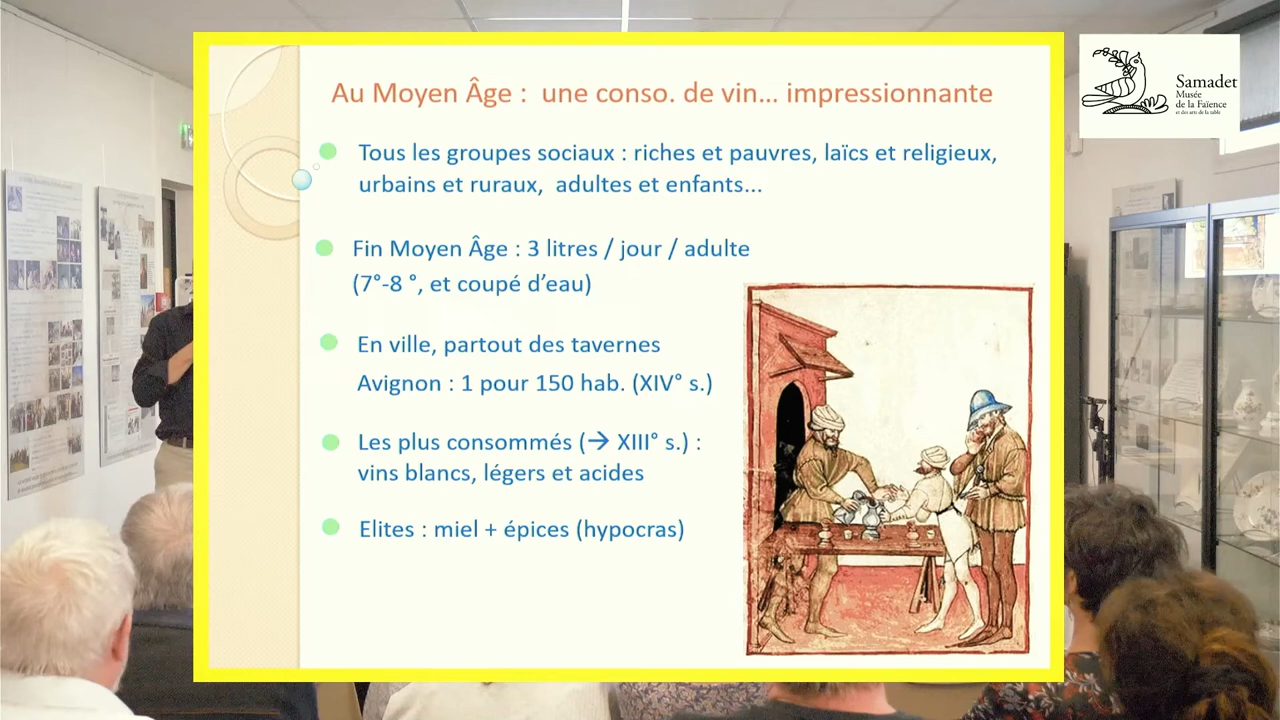 Au Moyen Âge : une conso. de vin... impressionnante
Tous les groupes sociaux : riches et pauvres, laïcs et religieux,
urbains et ruraux, adultes et enfants...
Fin Moyen Âge : 3 litres / jour / adulte
(7°-8 °, et coupé d’eau)
En ville, partout des tavernes
Avignon : 1 pour 150 hab. (XIV° s.)
Les plus consommés (→ XIII° s.) :
vins blancs, légers et acides
Elites : miel + épices (hypocras)
Samadet
Musée
de la Faïence
et des arts de la table